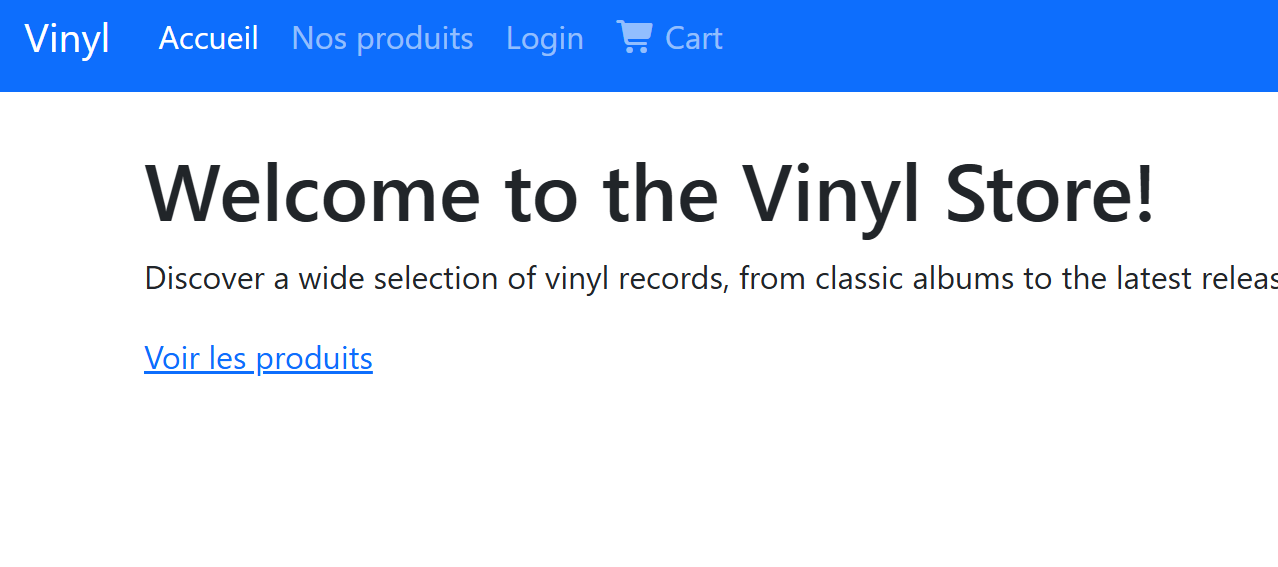 Vinyl Accueil Nos produits Login Cart
Welcome to the Vinyl Store!
Discover a wide selection of vinyl records, from classic albums to the latest
Voir les produits